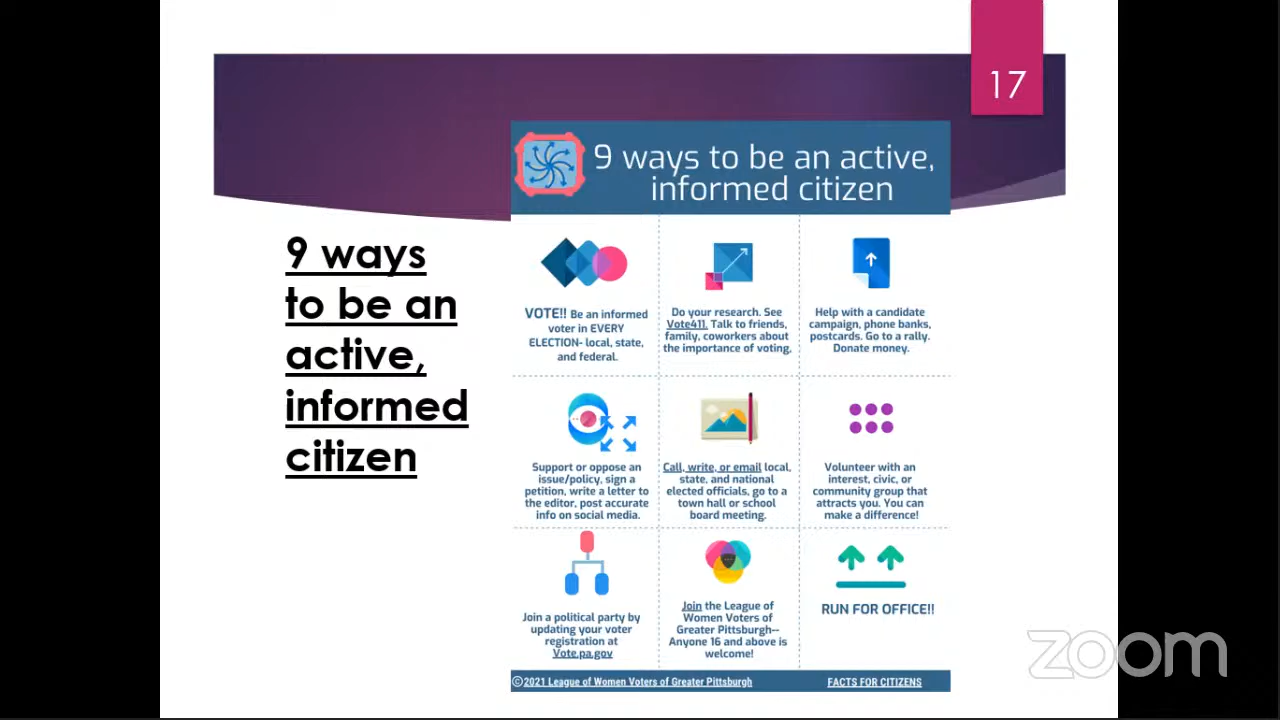 17
9 ways to be an active,
informed citizen
9 ways
to be an
active,
informed
citizen
VOTE!! Be an informed
voter in EVERY
ELECTION- local, state,
and federal.
Do your research. See
Vote411. Talk to friends,
family, coworkers about
the importance of voting.
Help with a candidate
campaign, phone banks,
postcards. Go to a rally.
Donate money.
Support or oppose an
issue/policy, sign a
petition, write a letter to
the editor, post accurate
info on social media.
Call, write, or email local,
state, and national
elected officials, go to a
town hall or school
board meeting.
Volunteer with an
interest, civic, or
community group that
attracts you. You can
make a difference!
Join a political party by
updating your voter
registration at
Vote.pa.gov
Join the League of
Women Voters of
Greater Pittsburgh--
Anyone 16 and above is
welcome!
RUN FOR OFFICE!!
©2021 League of Women Voters of Greater Pittsburgh
FACTS FOR CITIZENS
zoom